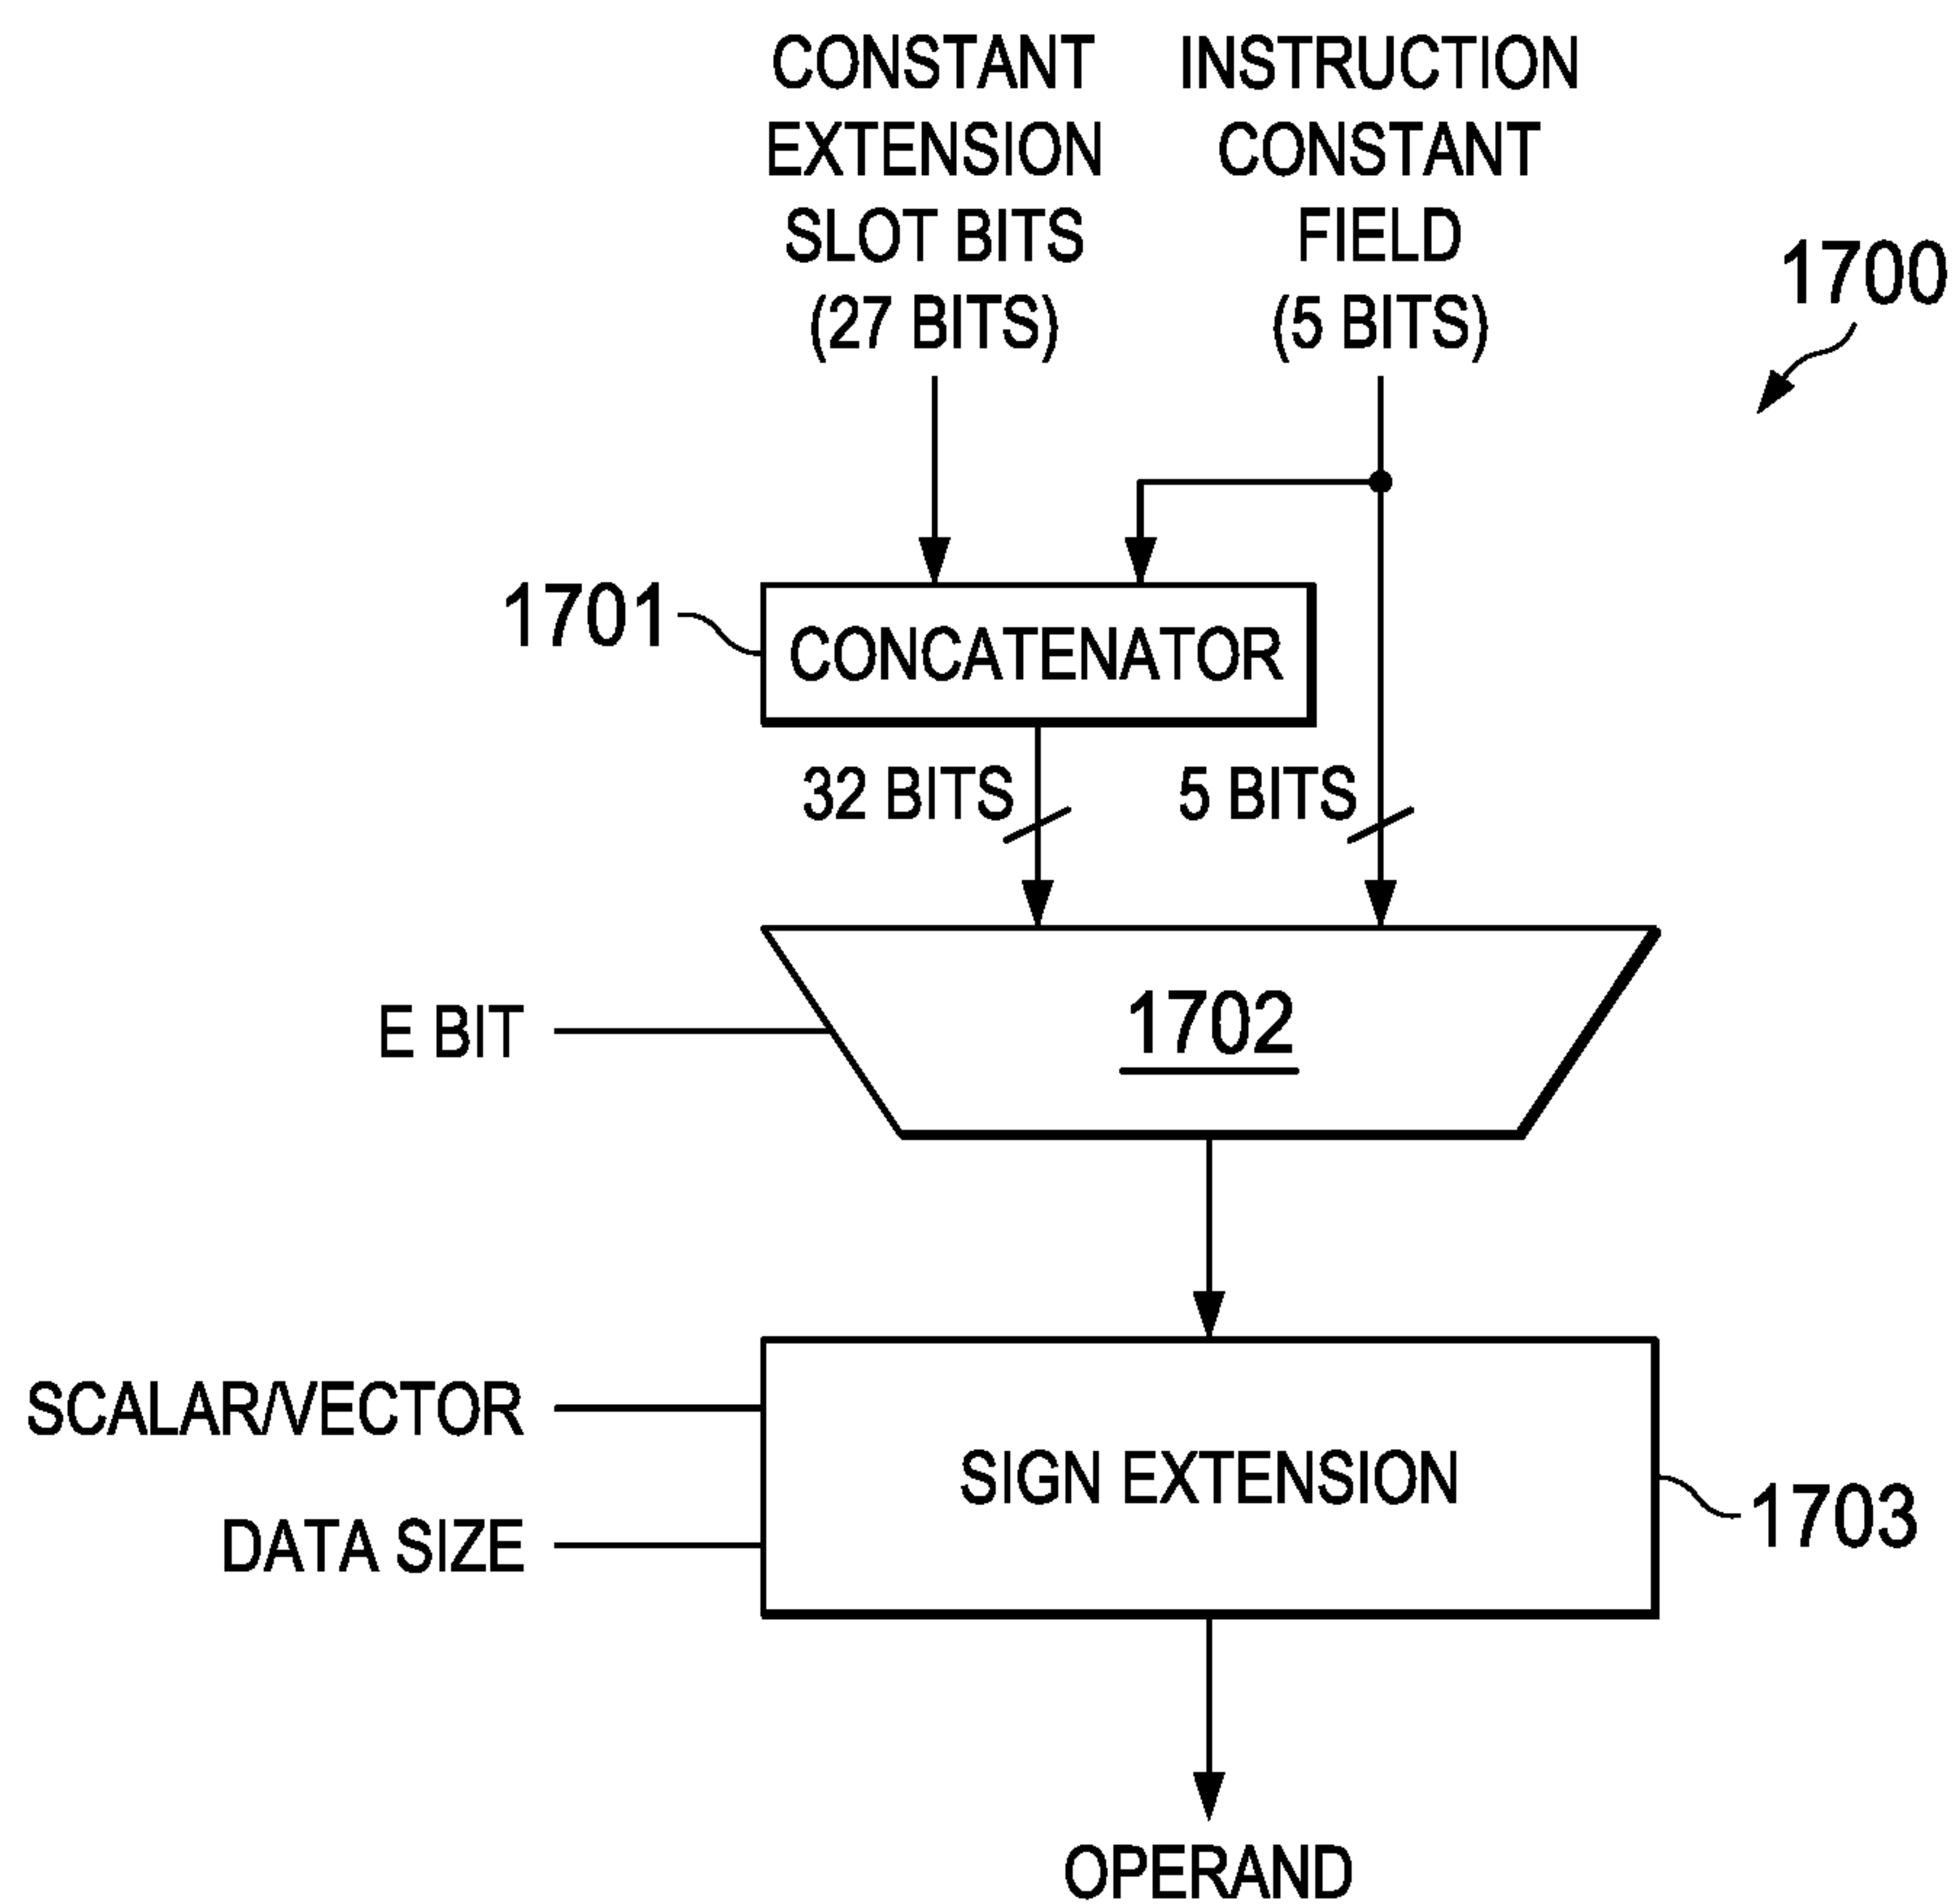 CONSTANT
EXTENSION
SLOT BITS
(27 BITS)
INSTRUCTION
CONSTANT
FIELD
(5 BITS)
1700
1701
CONCATENATOR
32 BITS
5 BITS
E BIT
1702
SCALAR/VECTOR
DATA SIZE
SIGN EXTENSION
1703
OPERAND